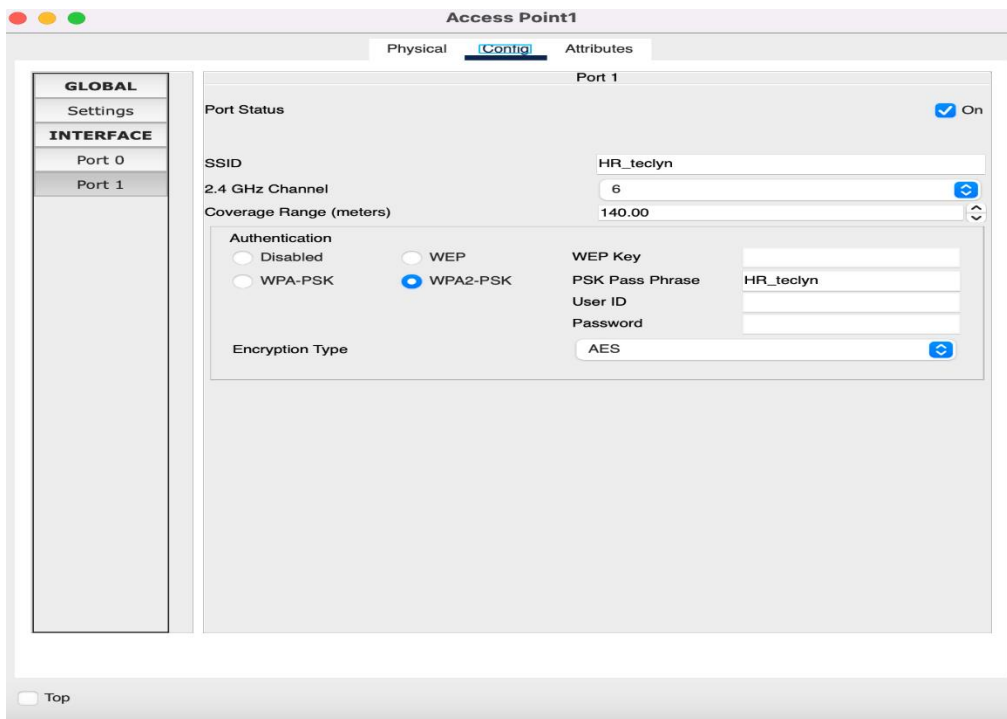 Access Point1
Physical Config Attributes
GLOBAL
Settings
INTERFACE
Port 0
Port 1
Port 1
Port Status On
SSID HR_teclyn
2.4 GHz Channel 6
Coverage Range (meters) 140.00
Authentication
Disabled WEP WEP Key
WPA-PSK WPA2-PSK PSK Pass Phrase HR_teclyn
User ID
Password
Encryption Type AES
Top